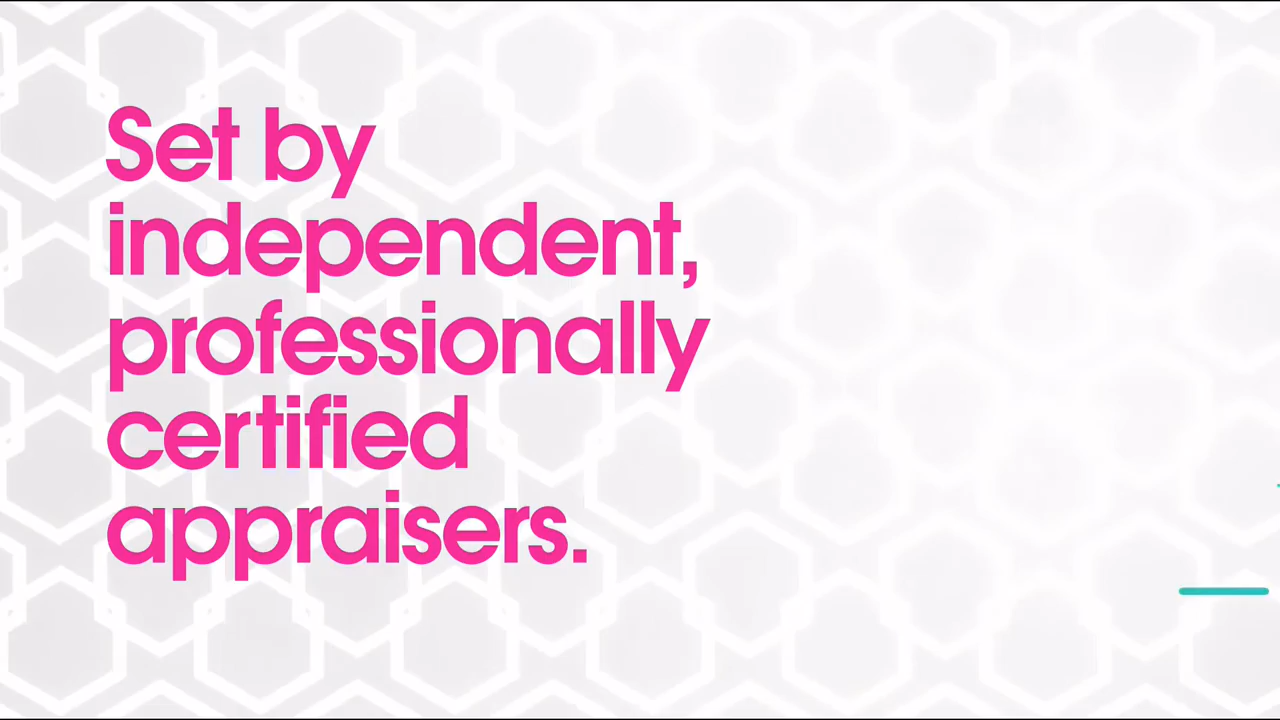 Set by
independent,
professionally
certified
appraisers.